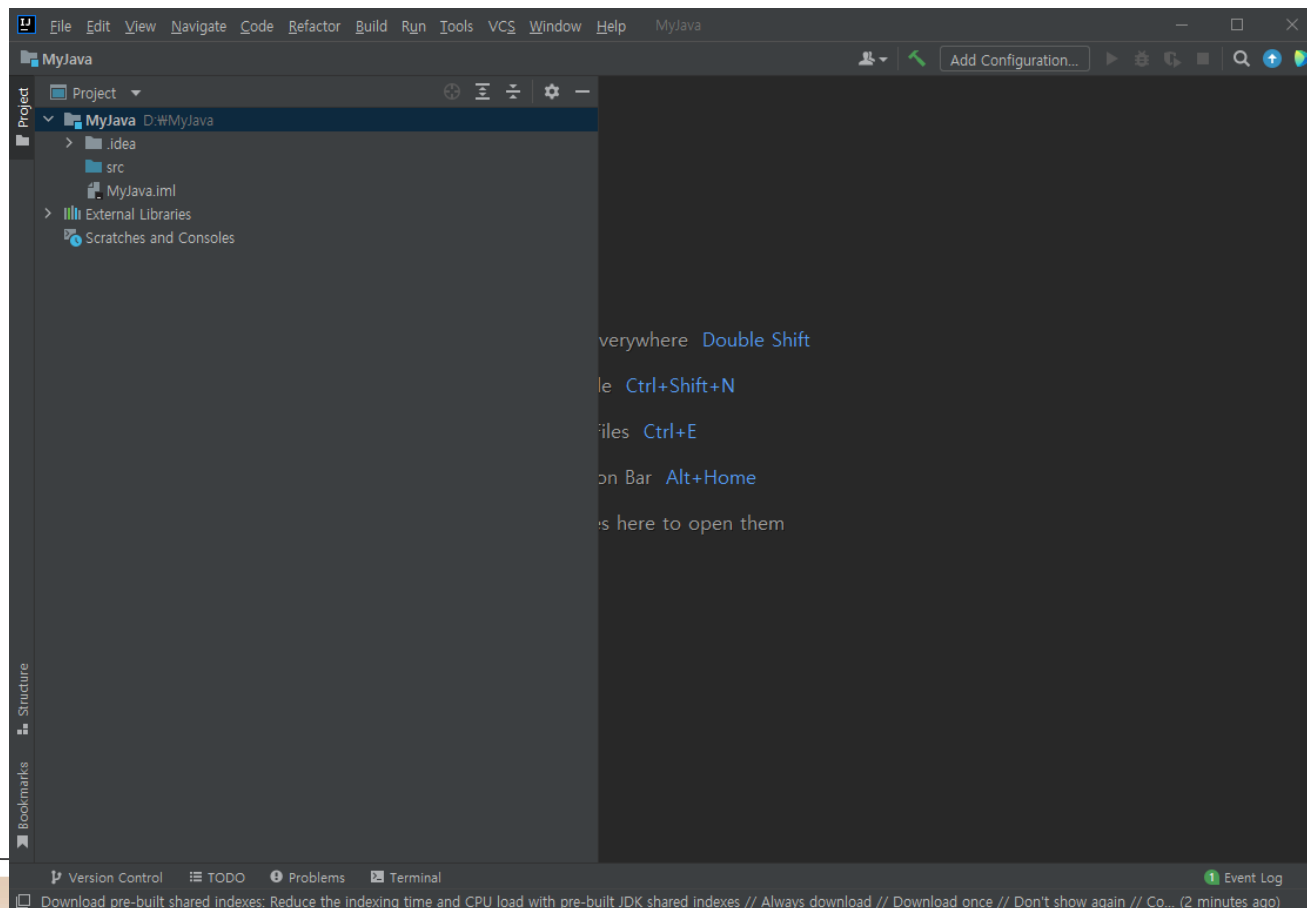 File Edit View Navigate Code Refactor Build Run Tools VCS Window Help MyJava
MyJava
Add Configuration...
Project
Project
MyJava D:₩MyJava
.idea
src
MyJava.iml
External Libraries
Scratches and Consoles
verywhere Double Shift
le Ctrl+Shift+N
iles Ctrl+E
on Bar Alt+Home
s here to open them
Structure
Bookmarks
Version Control TODO Problems Terminal 1 Event Log
Download pre-built shared indexes: Reduce the indexing time and CPU load with pre-built JDK shared indexes // Always download // Download once // Don't show again // Co... (2 minutes ago)